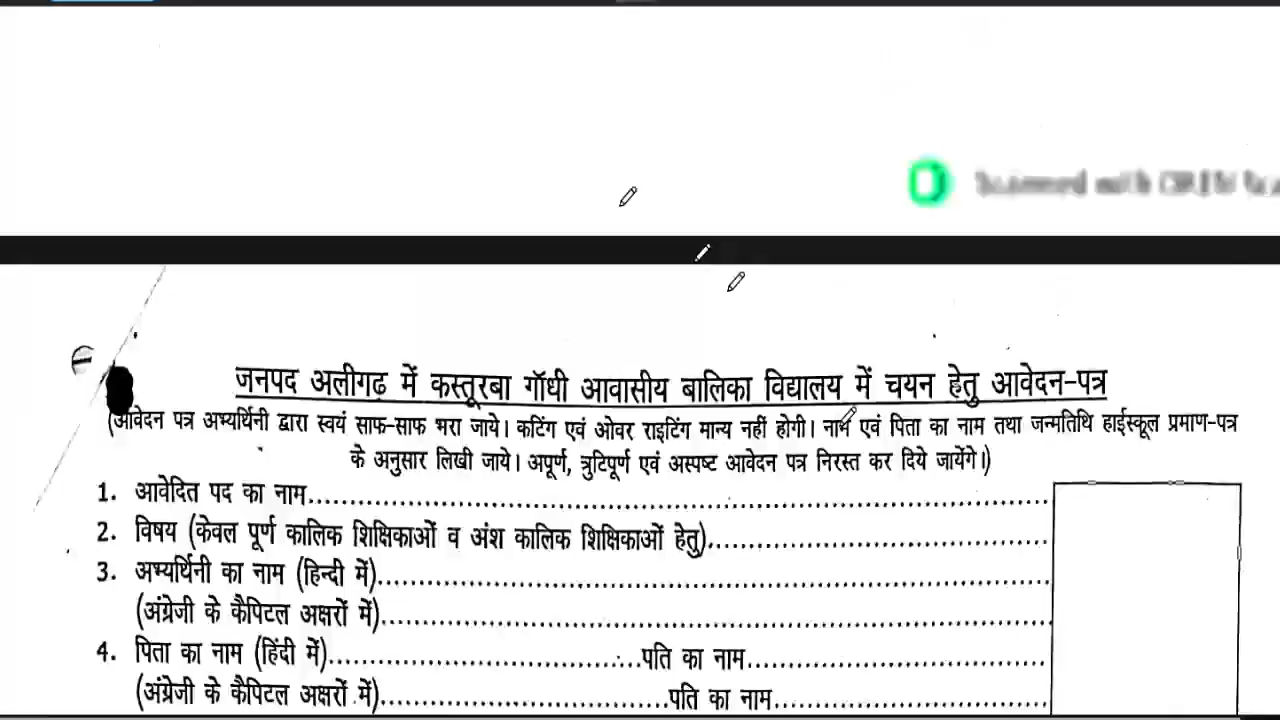 Scanned with OKEN
जनपद अलीगढ़ में कस्तूरबा गॉधी आवासीय बालिका विद्यालय में चयन हेतु आवेदन-पत्र
(आवेदन पत्र अभ्यर्थिनी द्वारा स्वयं साफ-साफ भरा जाये। कटिंग एवं ओवर राइटिंग मान्य नहीं होगी। नाम एवं पिता का नाम तथा जन्मतिथि हाईस्कूल प्रमाण-पत्र
के अनुसार लिखी जाये। अपूर्ण, त्रुटिपूर्ण एवं अस्पष्ट आवेदन पत्र निरस्त कर दिये जायेंगे।)
1. आवेदित पद का नाम
2. विषय (केवल पूर्ण कालिक शिक्षिकाओं व अंश कालिक शिक्षिकाओं हेतु)
3. अभ्यर्थिनी का नाम (हिन्दी में)
(अंग्रेजी के कैपिटल अक्षरों में)
4. पिता का नाम (हिंदी में) पति का नाम
(अंग्रेजी के कैपिटल अक्षरों में) पति का नाम